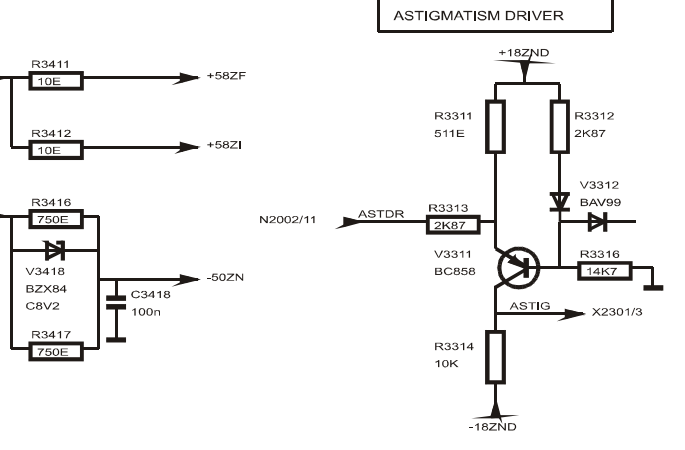 ASTIGMATISM DRIVER
+18ZND
R3411
10E
+58ZF
R3311
511E
R3312
2K87
R3412
10E
+58ZI
V3312
BAV99
R3416
750E
N2002/11
ASTDR
R3313
2K87
V3418
BZX84
C8V2
-50ZN
V3311
BC858
R3316
14K7
C3418
100n
ASTIG
X2301/3
R3417
750E
R3314
10K
-18ZND